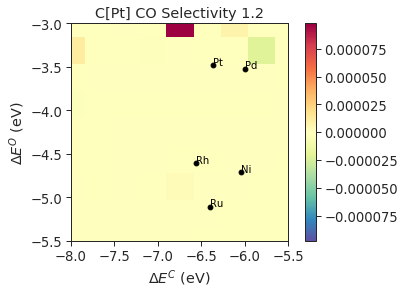 C[Pt] CO Selectivity 1.2
−3.0
−3.5
−4.0
−4.5
−5.0
−5.5
ΔE^O (eV)
Pt
Pd
Rh
Ni
Ru
−8.0 −7.5 −7.0 −6.5 −6.0 −5.5
ΔE^C (eV)
0.000075
0.000050
0.000025
0.000000
−0.000025
−0.000050
−0.000075